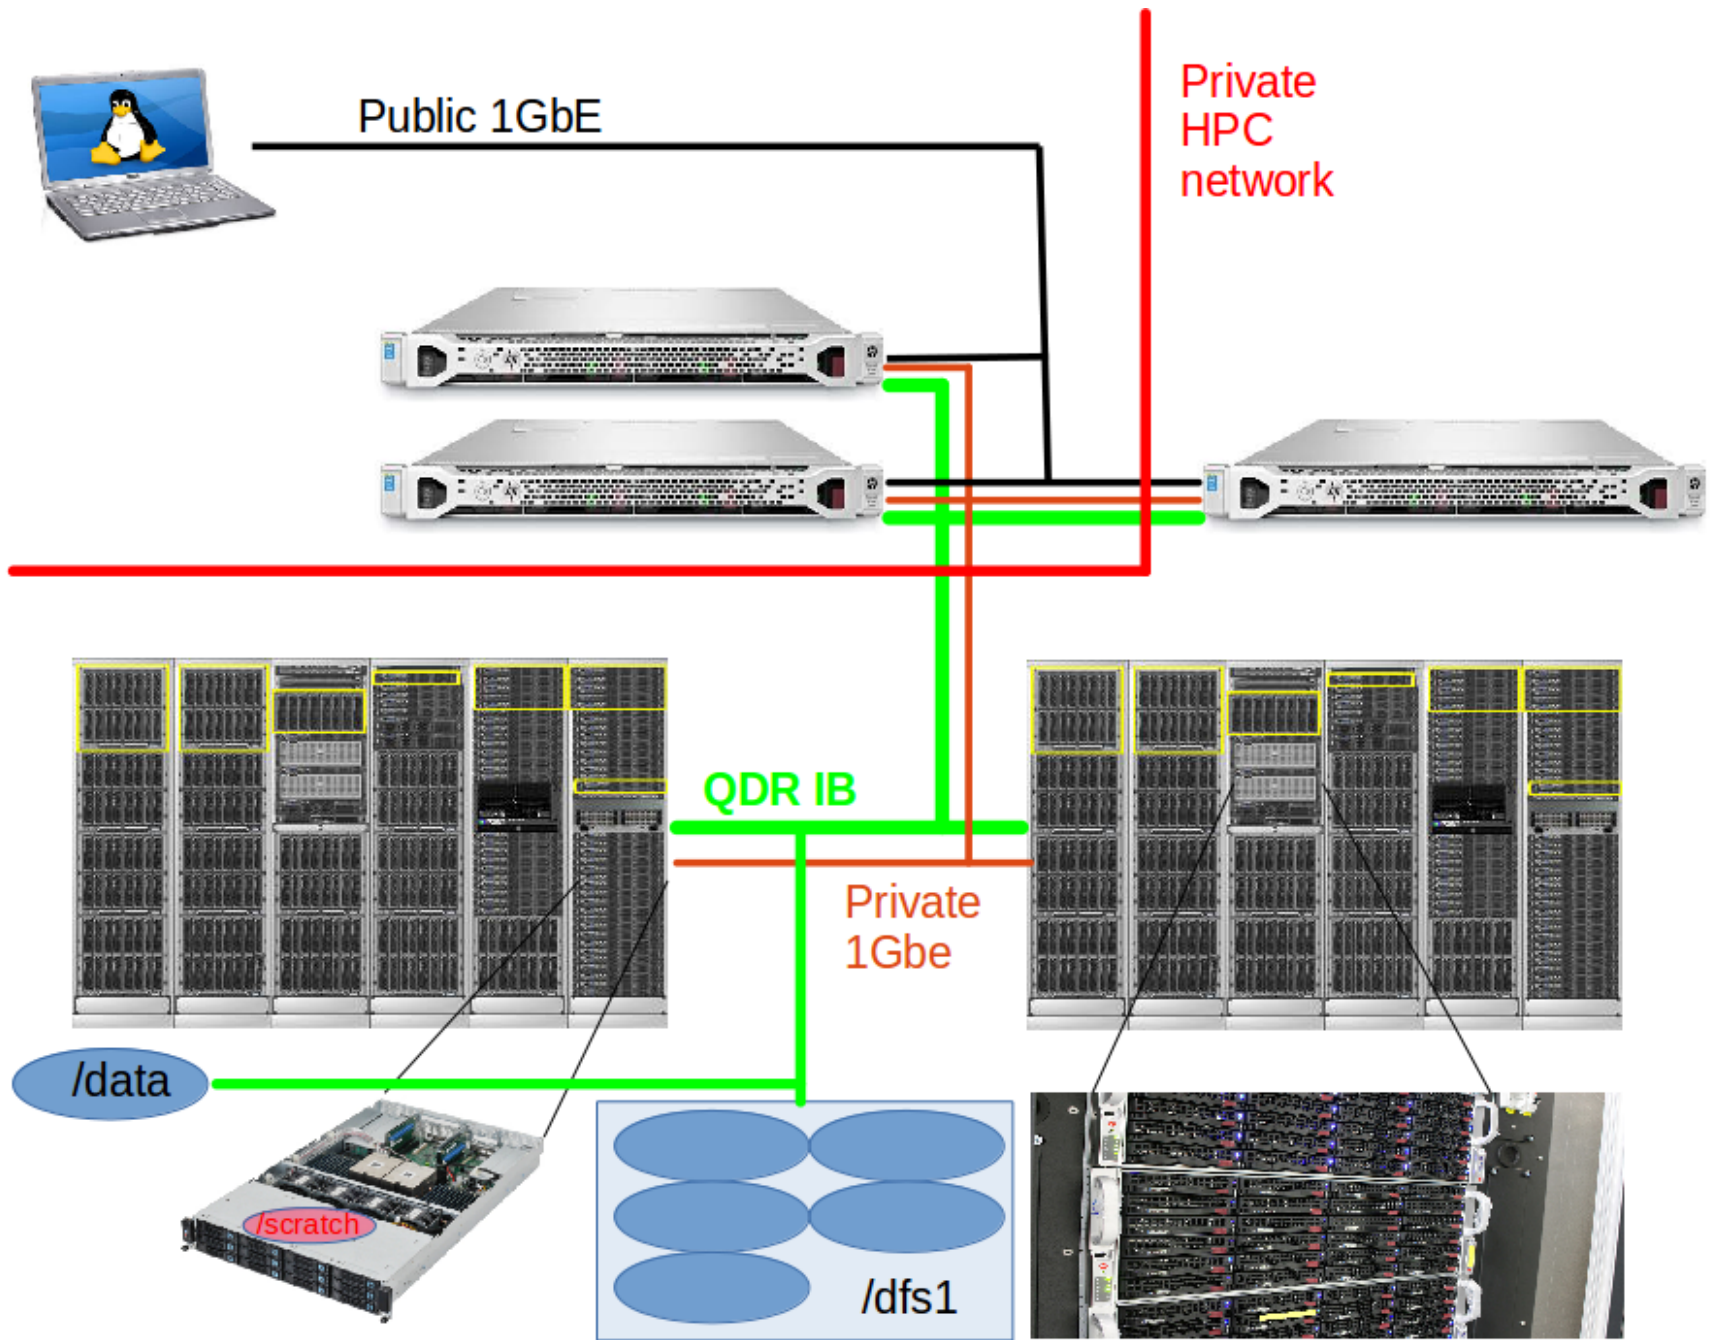 Public 1GbE
Private
HPC
network
QDR IB
Private
1Gbe
/data
/scratch
/dfs1